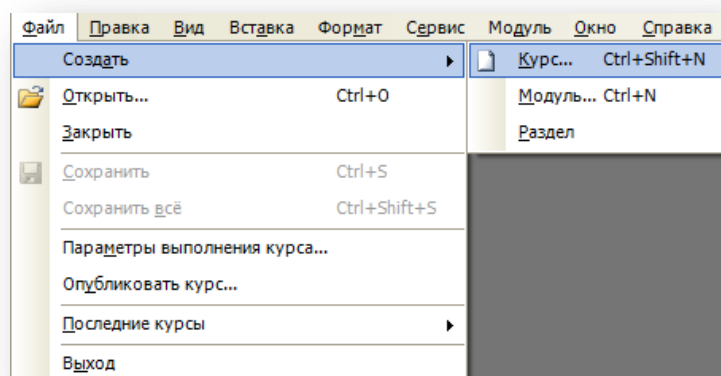 Файл Правка Вид Вставка Формат Сервис Модуль Окно Справка
Создать
Курс... Ctrl+Shift+N
Открыть... Ctrl+O
Модуль... Ctrl+N
Закрыть
Раздел
Сохранить Ctrl+S
Сохранить всё Ctrl+Shift+S
Параметры выполнения курса...
Опубликовать курс...
Последние курсы
Выход